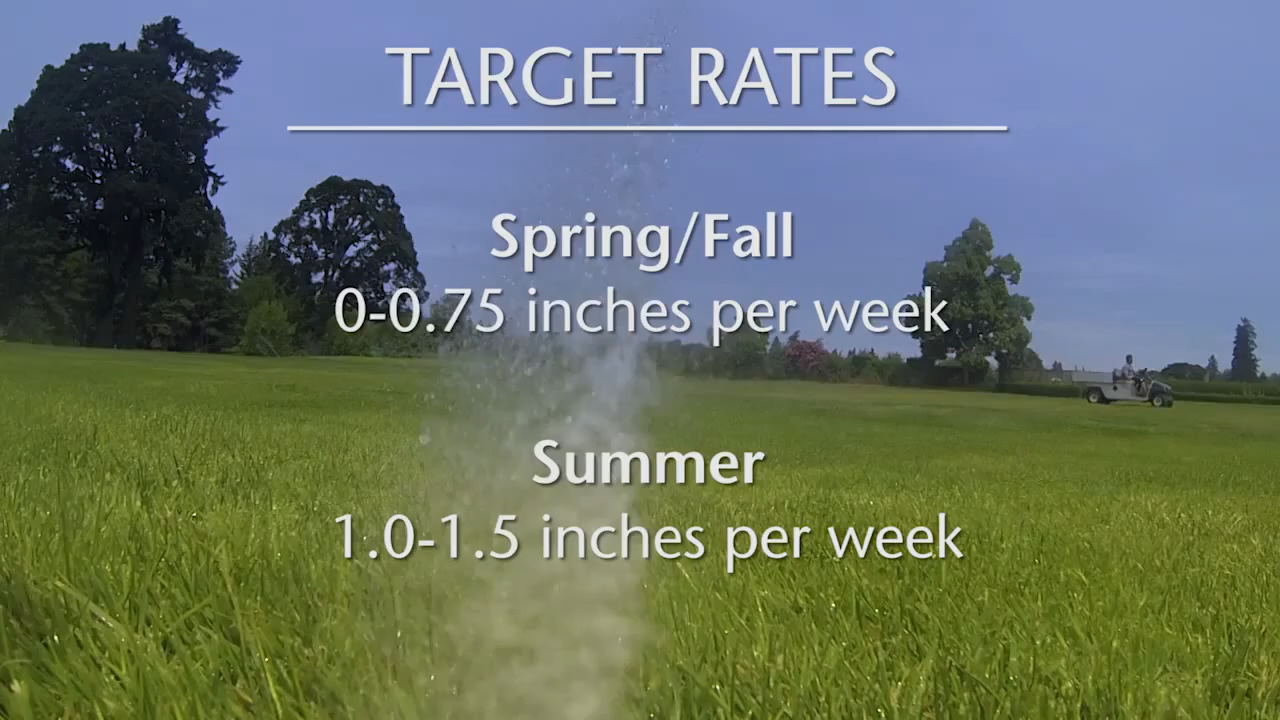 TARGET RATES
Spring/Fall
0-0.75 inches per week
Summer
1.0-1.5 inches per week